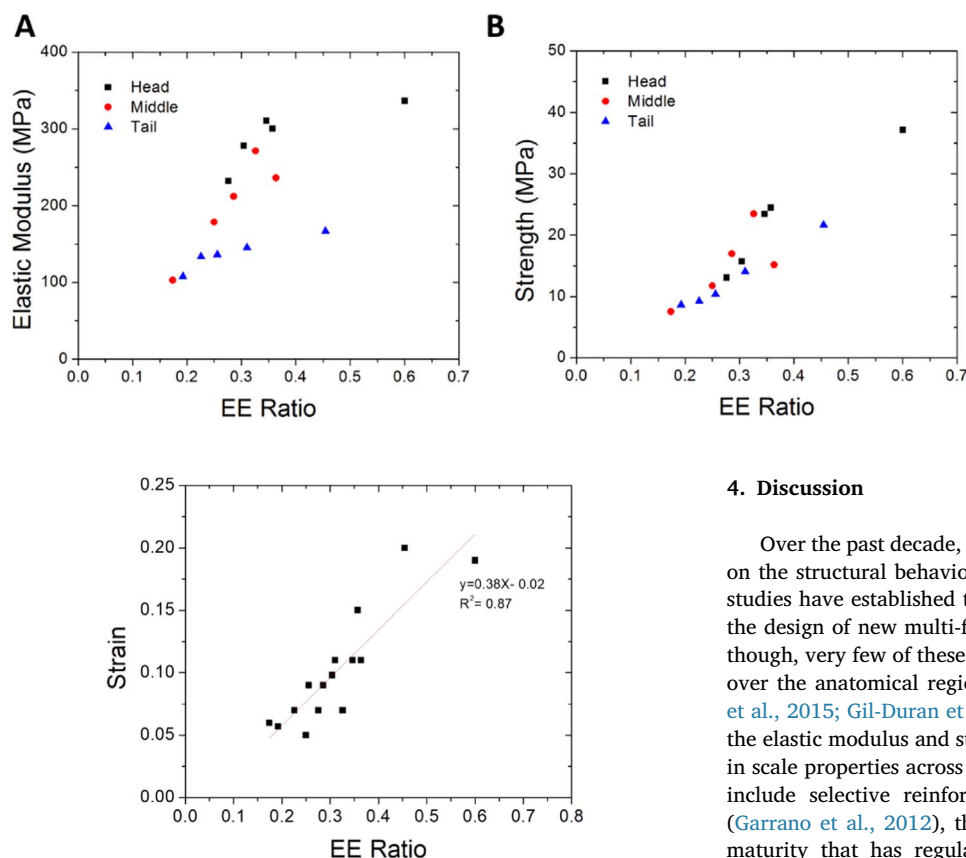 A
B
Elastic Modulus (MPa)
400
300
200
100
0
Head
Middle
Tail
0.0 0.1 0.2 0.3 0.4 0.5 0.6 0.7
EE Ratio
Strength (MPa)
50
40
30
20
10
0
Head
Middle
Tail
0.0 0.1 0.2 0.3 0.4 0.5 0.6 0.7
EE Ratio
Strain
0.25
0.20
0.15
0.10
0.05
0.00
y=0.38X- 0.02
R²= 0.87
0.0 0.1 0.2 0.3 0.4 0.5 0.6 0.7 0.8
EE Ratio
4. Discussion
Over the past decade,
on the structural behavio
studies have established t
the design of new multi-f
though, very few of these
over the anatomical regio
et al., 2015; Gil-Duran et
the elastic modulus and st
in scale properties across
include selective reinfor
(Garrano et al., 2012), th
maturity that has regula